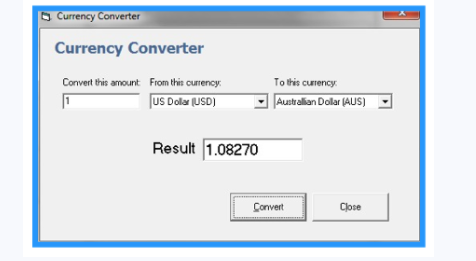 Currency Converter
Currency Converter
Convert this amount: From this currency: To this currency:
1 US Dollar (USD) Australlian Dollar (AUS)
Result 1.08270
Convert Close